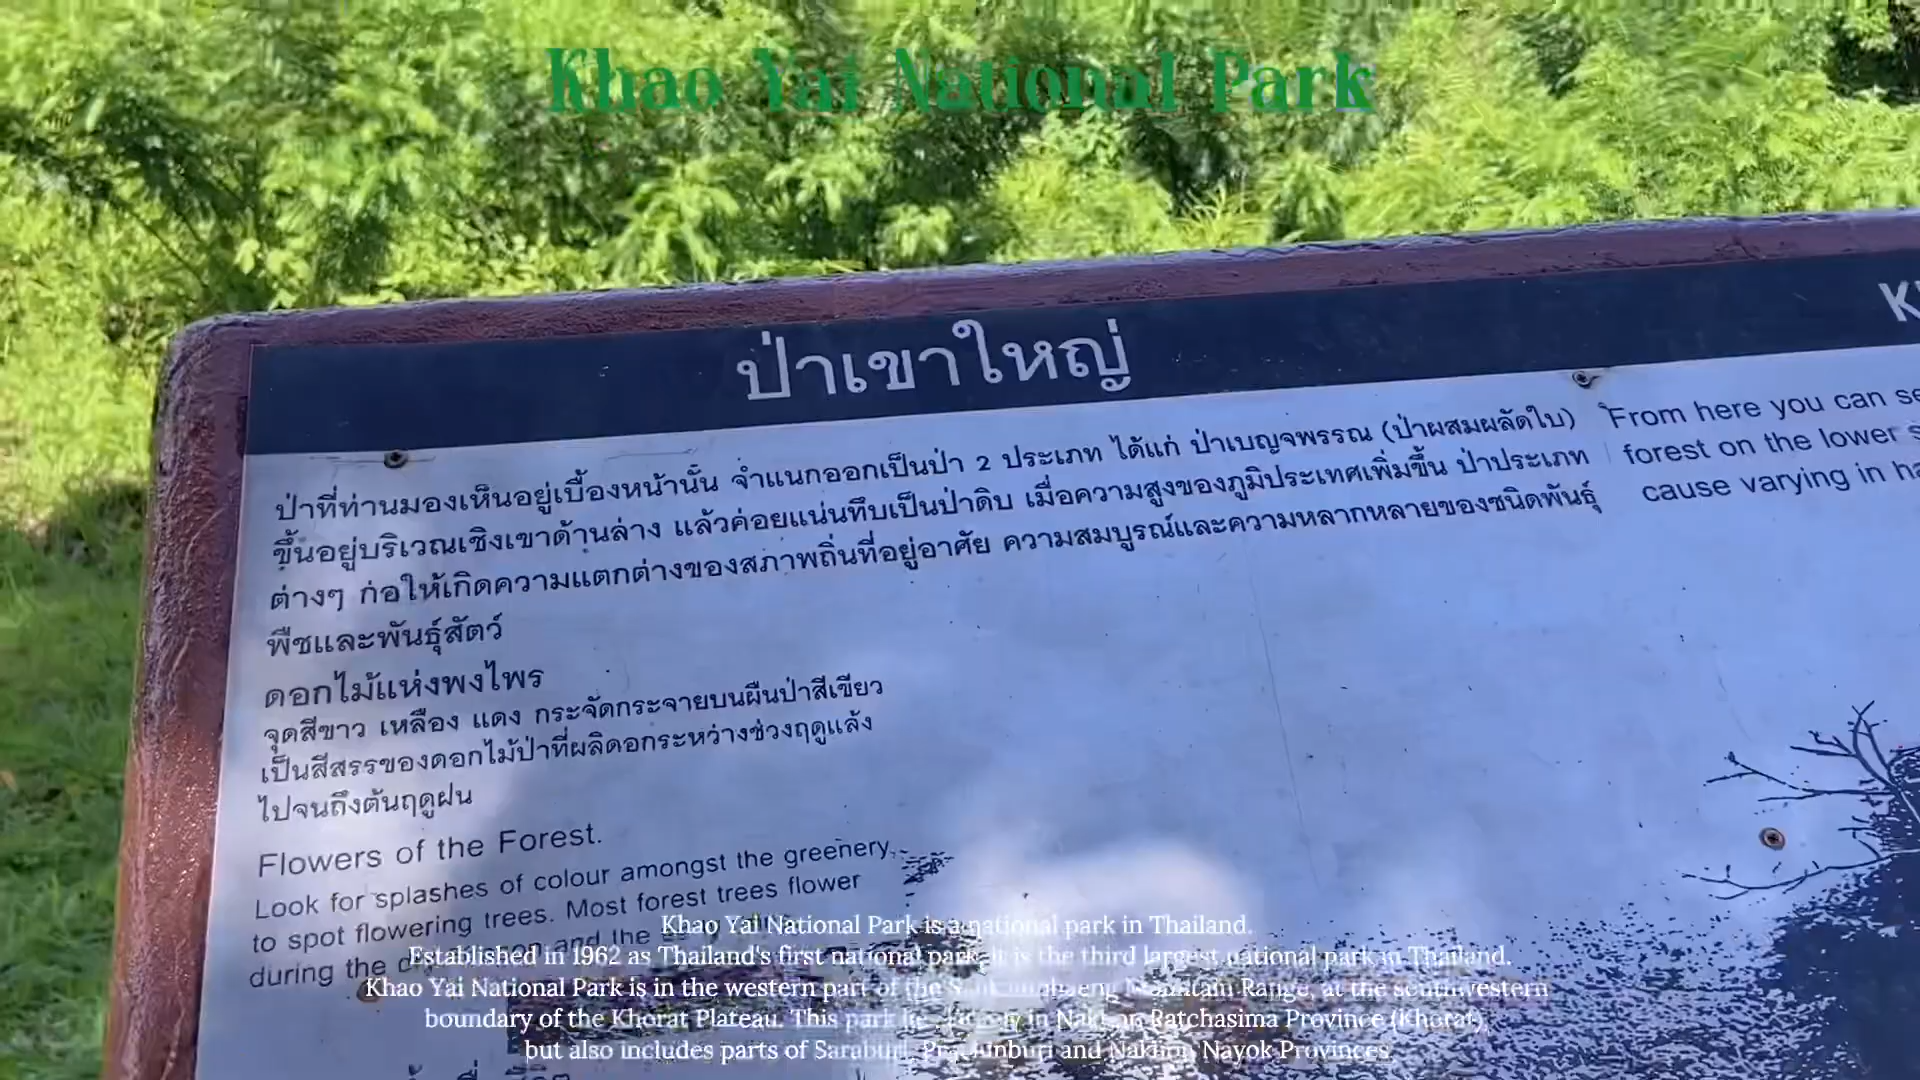 Khao Yai National Park
ป่าเขาใหญ่
ป่าที่ท่านมองเห็นอยู่เบื้องหน้านั้น จำแนกออกเป็นป่า 2 ประเภท ได้แก่ ป่าเบญจพรรณ (ป่าผสมผลัดใบ)
ขึ้นอยู่บริเวณเชิงเขาด้านล่าง แล้วค่อยแน่นทึบเป็นป่าดิบ เมื่อความสูงของภูมิประเทศเพิ่มขึ้น ป่าประเภท
ต่างๆ ก่อให้เกิดความแตกต่างของสภาพถิ่นที่อยู่อาศัย ความสมบูรณ์และความหลากหลายของชนิดพันธุ์
พืชและพันธุ์สัตว์
From here you can
forest on the lower
cause varying in
ดอกไม้แห่งพงไพร
จุดสีขาว เหลือง แดง กระจัดกระจายบนผืนป่าสีเขียว
เป็นสีสรรของดอกไม้ป่าที่ผลิดอกระหว่างช่วงฤดูแล้ง
ไปจนถึงต้นฤดูฝน
Flowers of the Forest.
Look for splashes of colour amongst the greenery,
to spot flowering trees. Most forest trees flower
during the and the
Khao Yai National Park is a national park in Thailand.
Established in 1962 as Thailand's first national park. It is the third largest national park in Thailand.
Khao Yai National Park is in the western part of the Sankamphaeng Mountain Range, at the southwestern
boundary of the Khorat Plateau. This park lies largely in Nakhon Ratchasima Province (Khorat),
but also includes parts of Saraburi, Prachinburi and Nakhon Nayok Provinces.